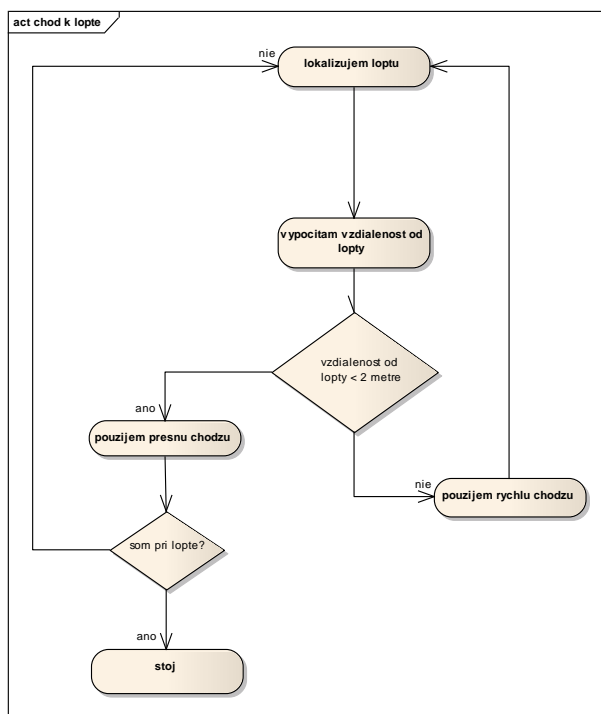 act chod k lopte
nie
lokalizujem loptu
vypocitam vzdialenost od
lopty
vzdialenost od
lopty < 2 metre
ano
pouzijem presnu chodzu
nie
pouzijem rychlu chodzu
som pri lopte?
ano
stoj